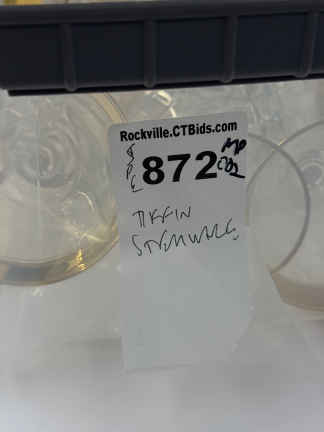 Rockville.CTBids.com
872
TIFFIN
STEMWARE